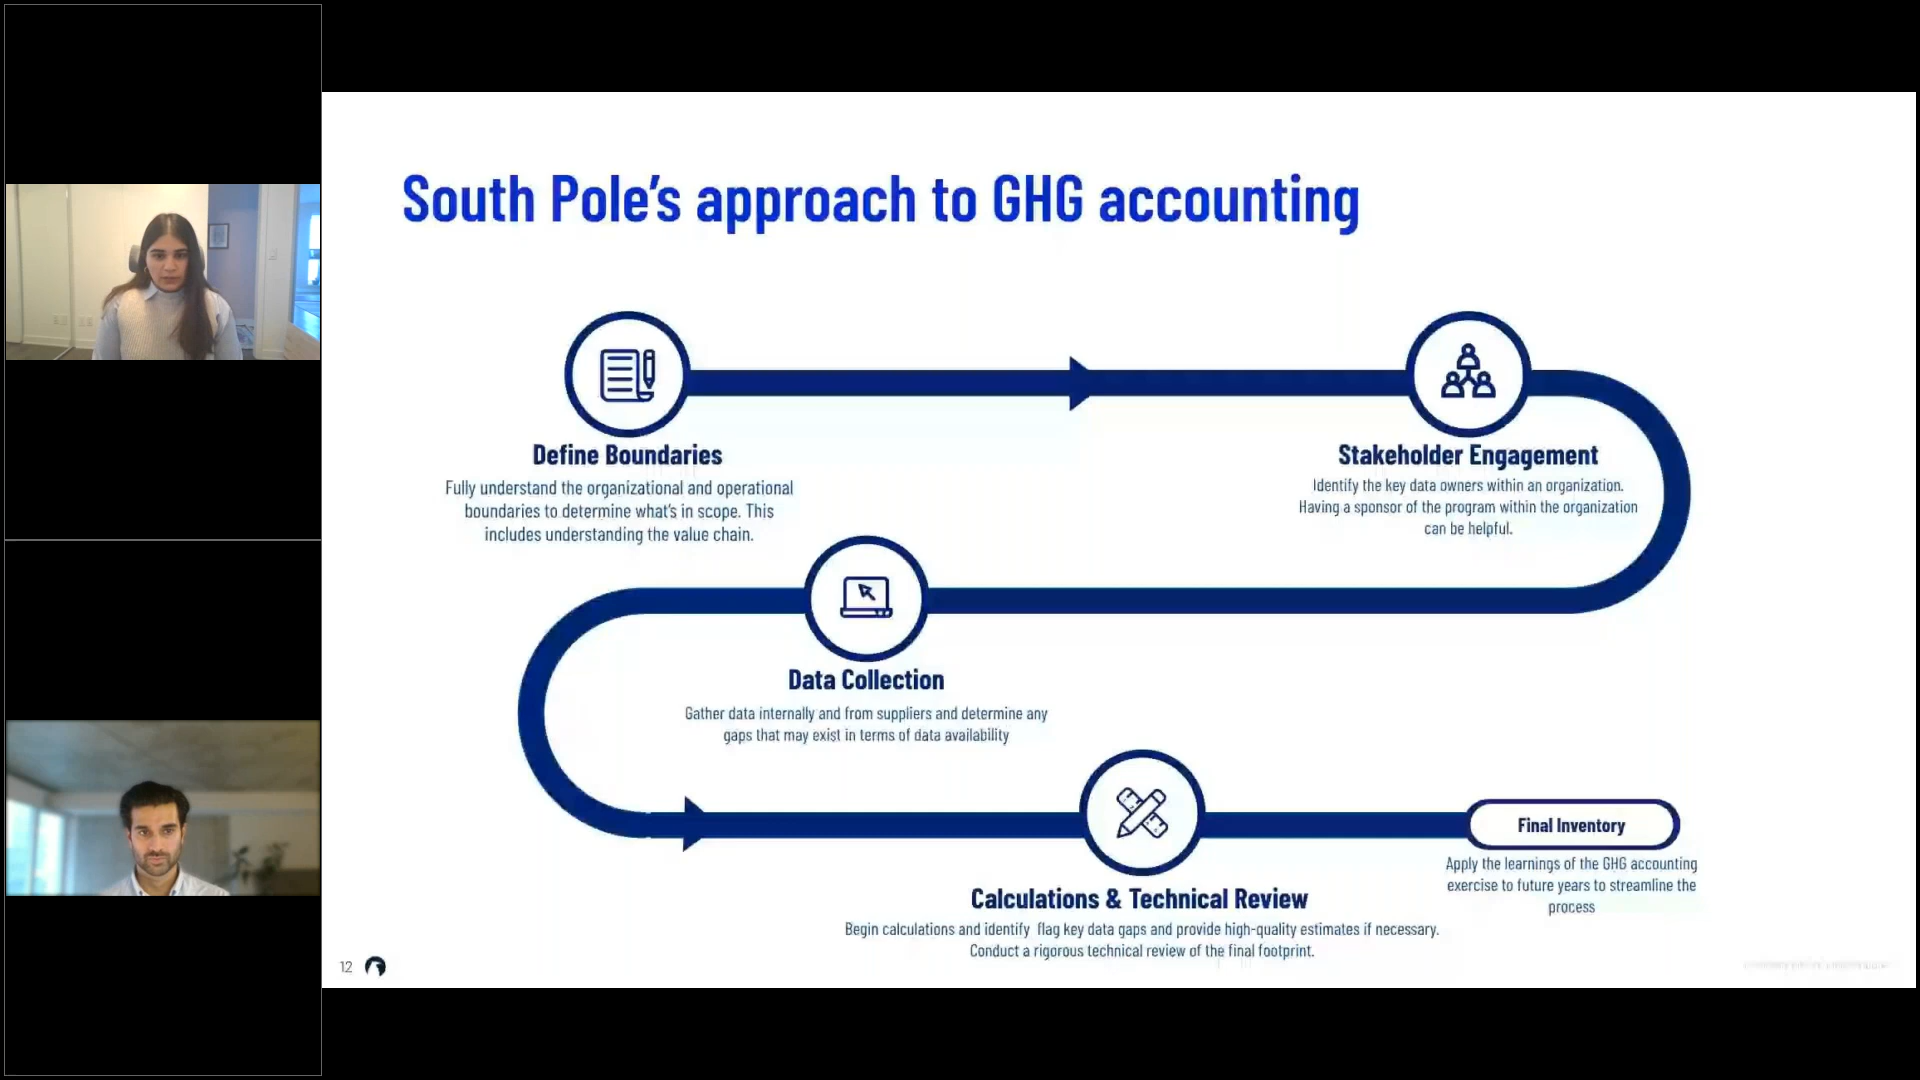 South Pole's approach to GHG accounting
Define Boundaries
Fully understand the organizational and operational
boundaries to determine what's in scope. This
includes understanding the value chain.
Stakeholder Engagement
Identify the key data owners within an organization.
Having a sponsor of the program within the organization
can be helpful.
Data Collection
Gather data internally and from suppliers and determine any
gaps that may exist in terms of data availability
Calculations & Technical Review
Begin calculations and identify flag key data gaps and provide high-quality estimates if necessary.
Conduct a rigorous technical review of the final footprint.
Final Inventory
Apply the learnings of the GHG accounting
exercise to future years to streamline the
process
12